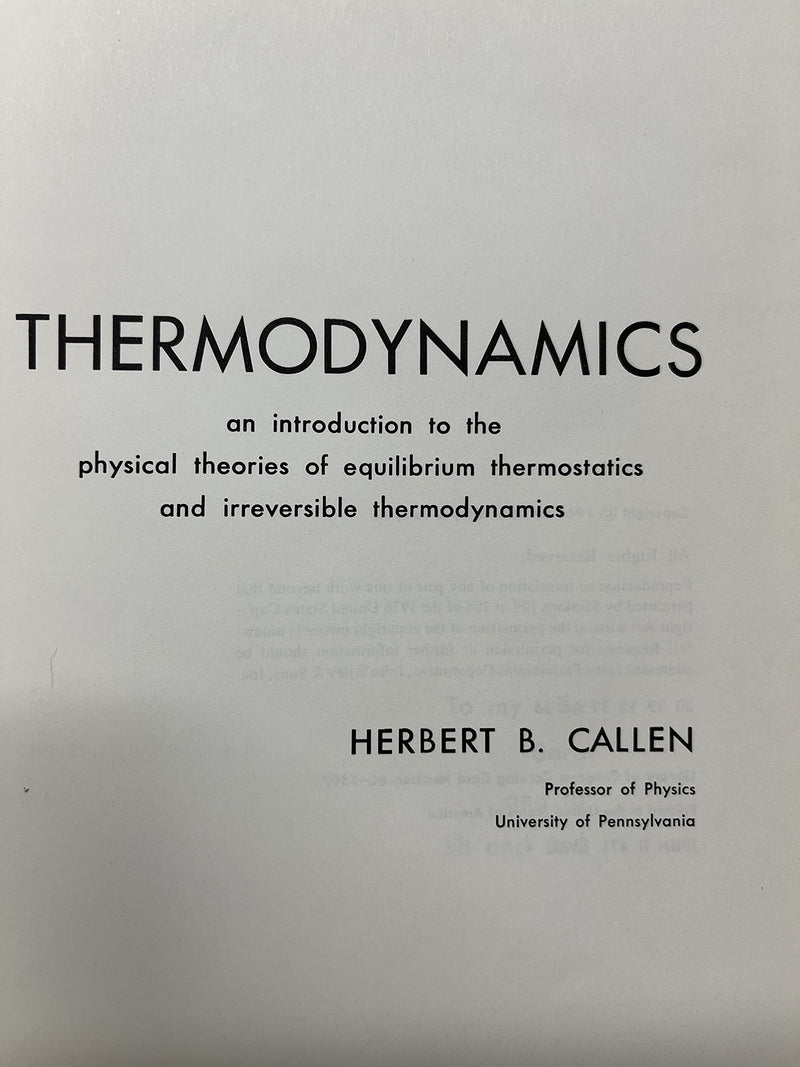 THERMODYNAMICS
an introduction to the
physical theories of equilibrium thermostatics
and irreversible thermodynamics
HERBERT B. CALLEN
Professor of Physics
University of Pennsylvania